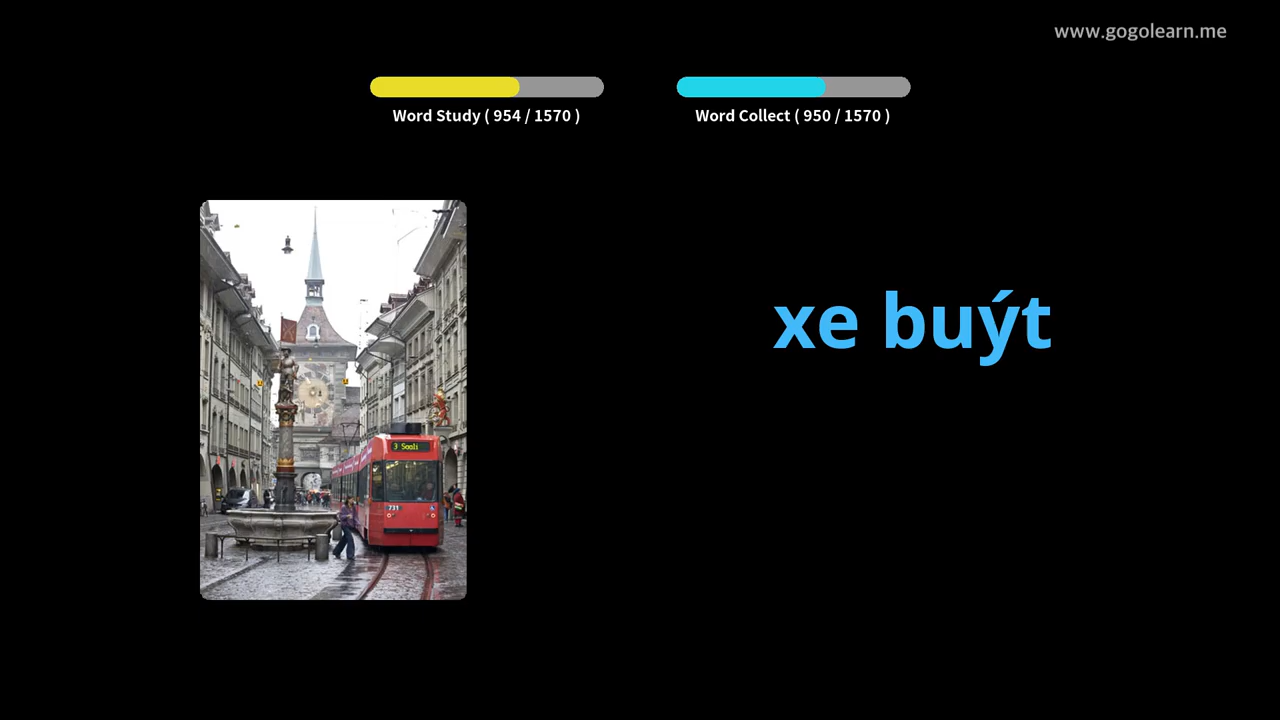 www.gogolearn.me
Word Study ( 954 / 1570 )
Word Collect ( 950 / 1570 )
xe buýt
3 Saali
731